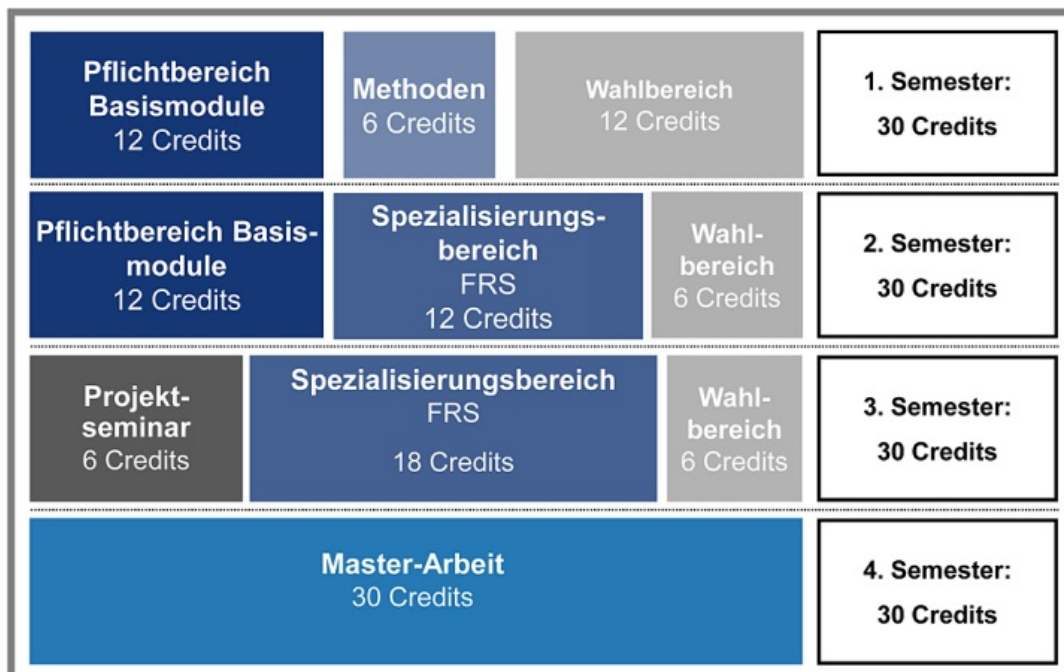 Pflichtbereich
Basismodule
12 Credits
Methoden
6 Credits
Wahlbereich
12 Credits
1. Semester:
30 Credits
Pflichtbereich Basis-
module
12 Credits
Spezialisierungs-
bereich
FRS
12 Credits
Wahl-
bereich
6 Credits
2. Semester:
30 Credits
Projekt-
seminar
6 Credits
Spezialisierungsbereich
FRS
18 Credits
Wahl-
bereich
6 Credits
3. Semester:
30 Credits
Master-Arbeit
30 Credits
4. Semester:
30 Credits